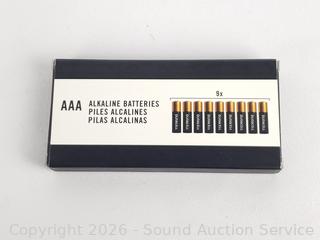 9x
AAA
ALKALINE BATTERIES
PILES ALCALINES
PILAS ALCALINAS
Copyright 2026 - Sound Auction Service